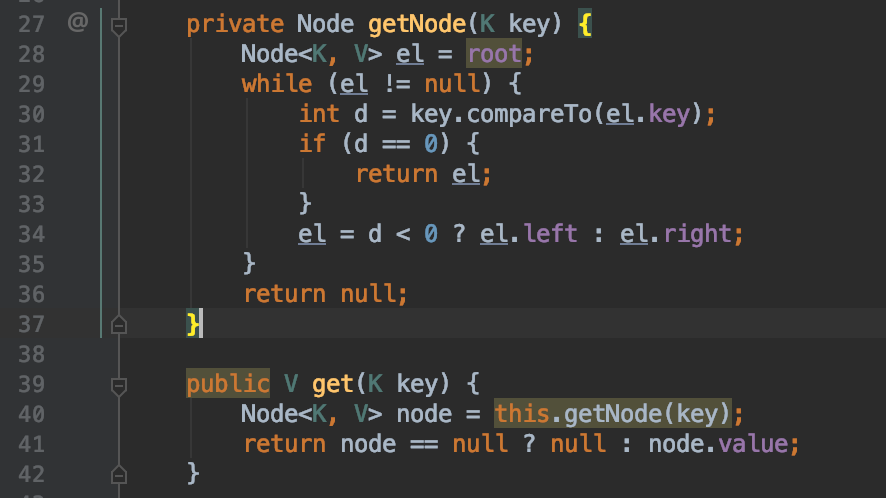 27 @ private Node getNode(K key) {
28 Node<K, V> el = root;
29 while (el != null) {
30 int d = key.compareTo(el.key);
31 if (d == 0) {
32 return el;
33 }
34 el = d < 0 ? el.left : el.right;
35 }
36 return null;
37 }
38
39 public V get(K key) {
40 Node<K, V> node = this.getNode(key);
41 return node == null ? null : node.value;
42 }